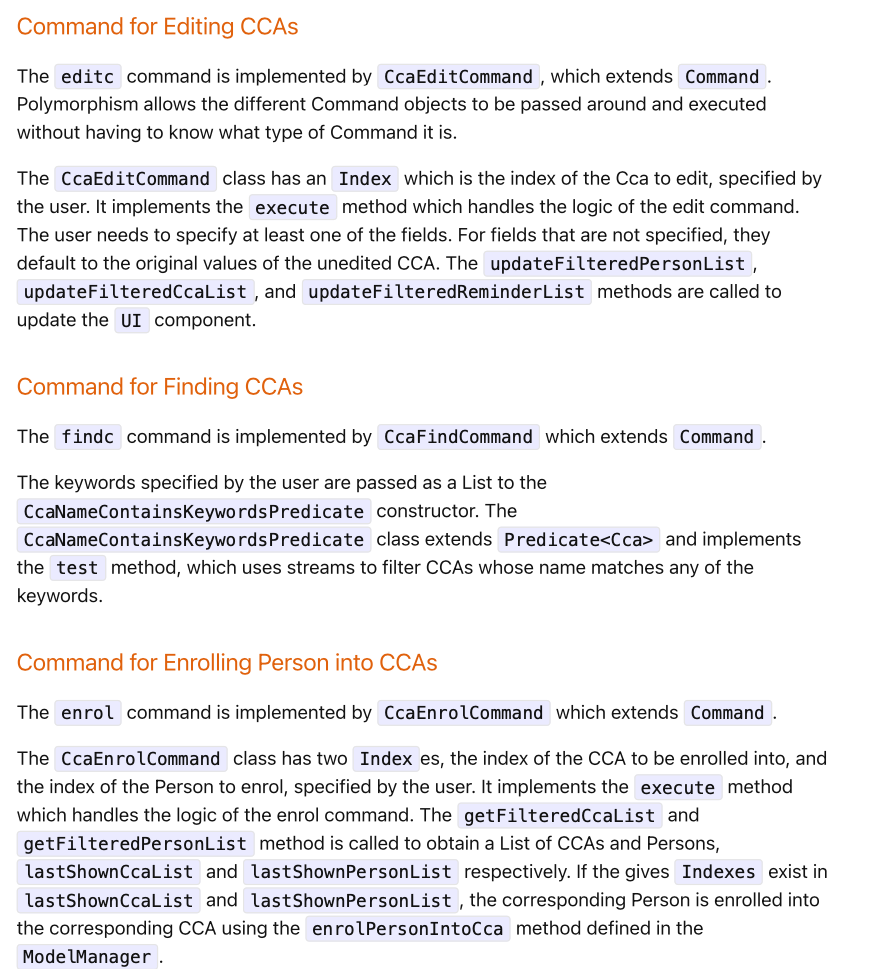 Command for Editing CCAs
The editc command is implemented by CcaEditCommand, which extends Command.
Polymorphism allows the different Command objects to be passed around and executed
without having to know what type of Command it is.
The CcaEditCommand class has an Index which is the index of the Cca to edit, specified by
the user. It implements the execute method which handles the logic of the edit command.
The user needs to specify at least one of the fields. For fields that are not specified, they
default to the original values of the unedited CCA. The updateFilteredPersonList,
updateFilteredCcaList, and updateFilteredReminderList methods are called to
update the UI component.
Command for Finding CCAs
The findc command is implemented by CcaFindCommand which extends Command.
The keywords specified by the user are passed as a List to the
CcaNameContainsKeywordsPredicate constructor. The
CcaNameContainsKeywordsPredicate class extends Predicate<Cca> and implements
the test method, which uses streams to filter CCAs whose name matches any of the
keywords.
Command for Enrolling Person into CCAs
The enrol command is implemented by CcaEnrolCommand which extends Command.
The CcaEnrolCommand class has two Indexes, the index of the CCA to be enrolled into, and
the index of the Person to enrol, specified by the user. It implements the execute method
which handles the logic of the enrol command. The getFilteredCcaList and
getFilteredPersonList method is called to obtain a List of CCAs and Persons,
lastShownCcaList and lastShownPersonList respectively. If the gives Indexes exist in
lastShownCcaList and lastShownPersonList, the corresponding Person is enrolled into
the corresponding CCA using the enrolPersonIntoCca method defined in the
ModelManager.